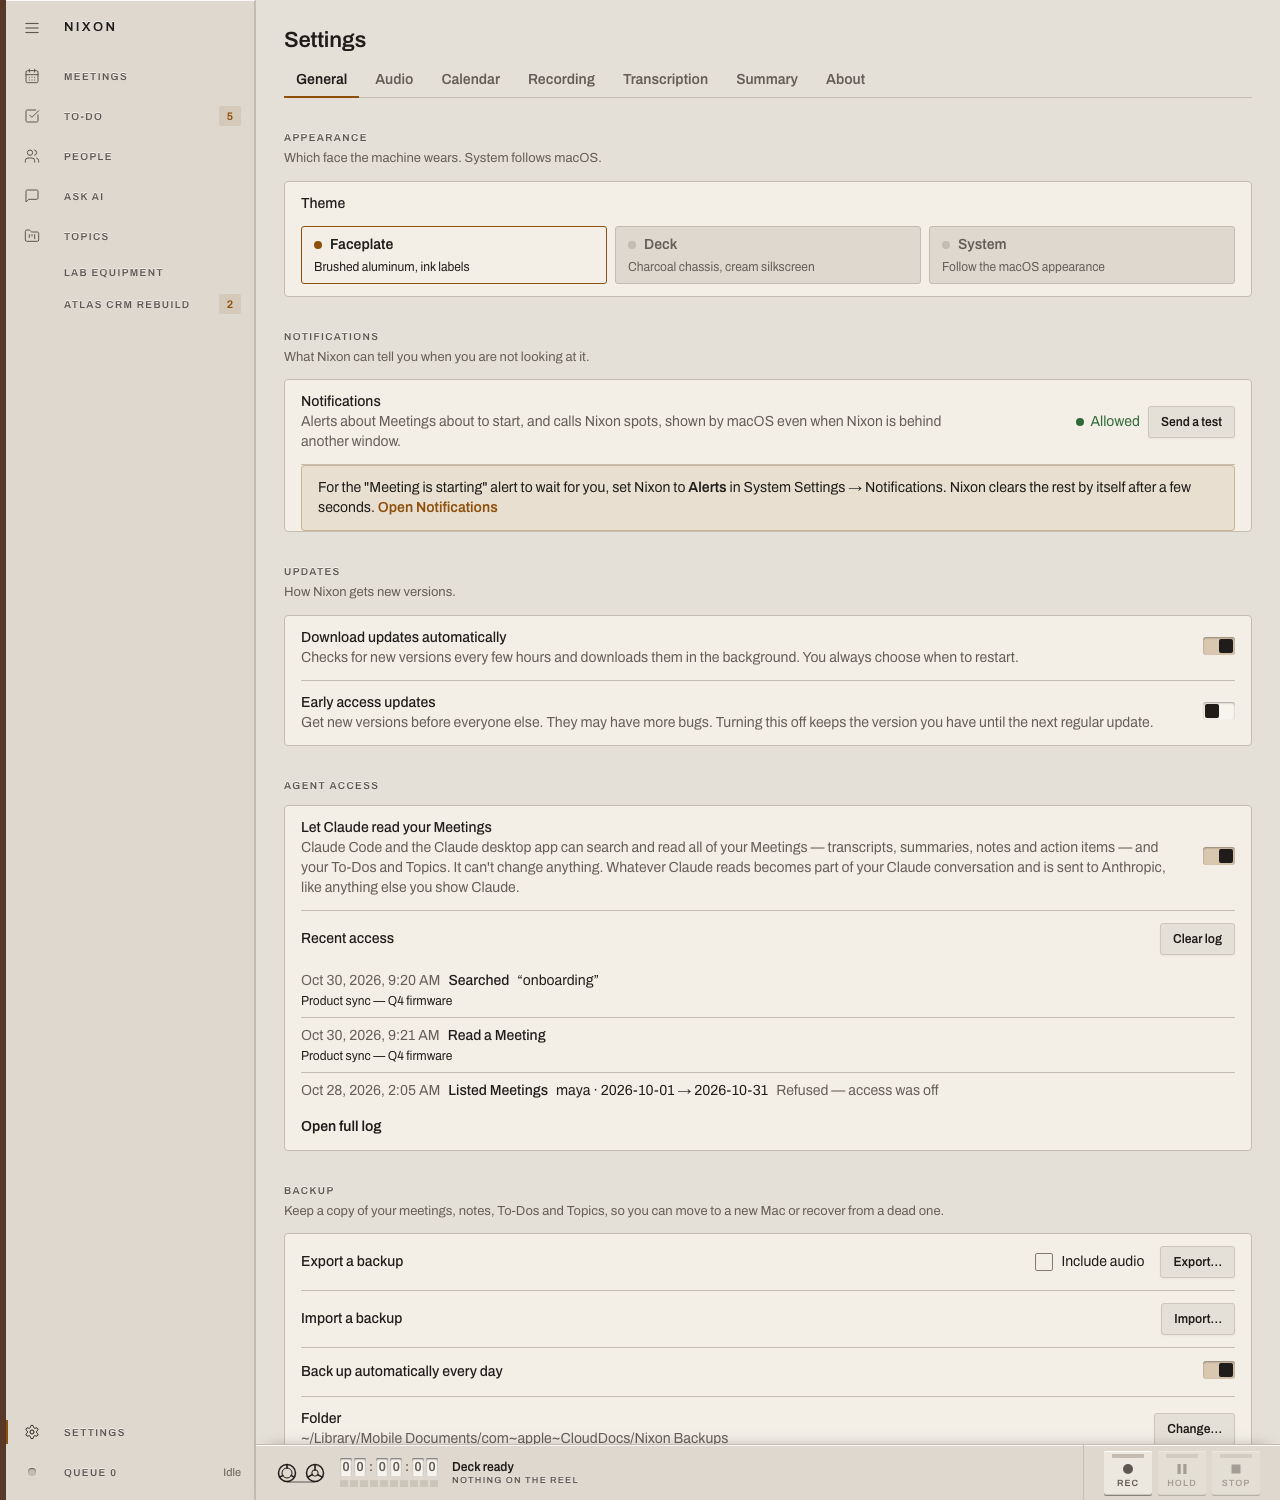 NIXON
MEETINGS
TO-DO 5
PEOPLE
ASK AI
TOPICS
LAB EQUIPMENT
ATLAS CRM REBUILD 2
SETTINGS
QUEUE 0 Idle
Settings
General Audio Calendar Recording Transcription Summary About
APPEARANCE
Which face the machine wears. System follows macOS.
Theme
Faceplate
Brushed aluminum, ink labels
Deck
Charcoal chassis, cream silkscreen
System
Follow the macOS appearance
NOTIFICATIONS
What Nixon can tell you when you are not looking at it.
Notifications
Alerts about Meetings about to start, and calls Nixon spots, shown by macOS even when Nixon is behind
another window.
Allowed Send a test
For the "Meeting is starting" alert to wait for you, set Nixon to Alerts in System Settings → Notifications. Nixon clears the rest by itself after a few
seconds. Open Notifications
UPDATES
How Nixon gets new versions.
Download updates automatically
Checks for new versions every few hours and downloads them in the background. You always choose when to restart.
Early access updates
Get new versions before everyone else. They may have more bugs. Turning this off keeps the version you have until the next regular update.
AGENT ACCESS
Let Claude read your Meetings
Claude Code and the Claude desktop app can search and read all of your Meetings — transcripts, summaries, notes and action items — and
your To-Dos and Topics. It can't change anything. Whatever Claude reads becomes part of your Claude conversation and is sent to Anthropic,
like anything else you show Claude.
Recent access Clear log
Oct 30, 2026, 9:20 AM Searched “onboarding”
Product sync — Q4 firmware
Oct 30, 2026, 9:21 AM Read a Meeting
Product sync — Q4 firmware
Oct 28, 2026, 2:05 AM Listed Meetings maya · 2026-10-01 → 2026-10-31 Refused — access was off
Open full log
BACKUP
Keep a copy of your meetings, notes, To-Dos and Topics, so you can move to a new Mac or recover from a dead one.
Export a backup Include audio Export…
Import a backup Import…
Back up automatically every day
Folder
~/Library/Mobile Documents/com~apple~CloudDocs/Nixon Backups
Change…
00:00:00
Deck ready
NOTHING ON THE REEL
REC HOLD STOP